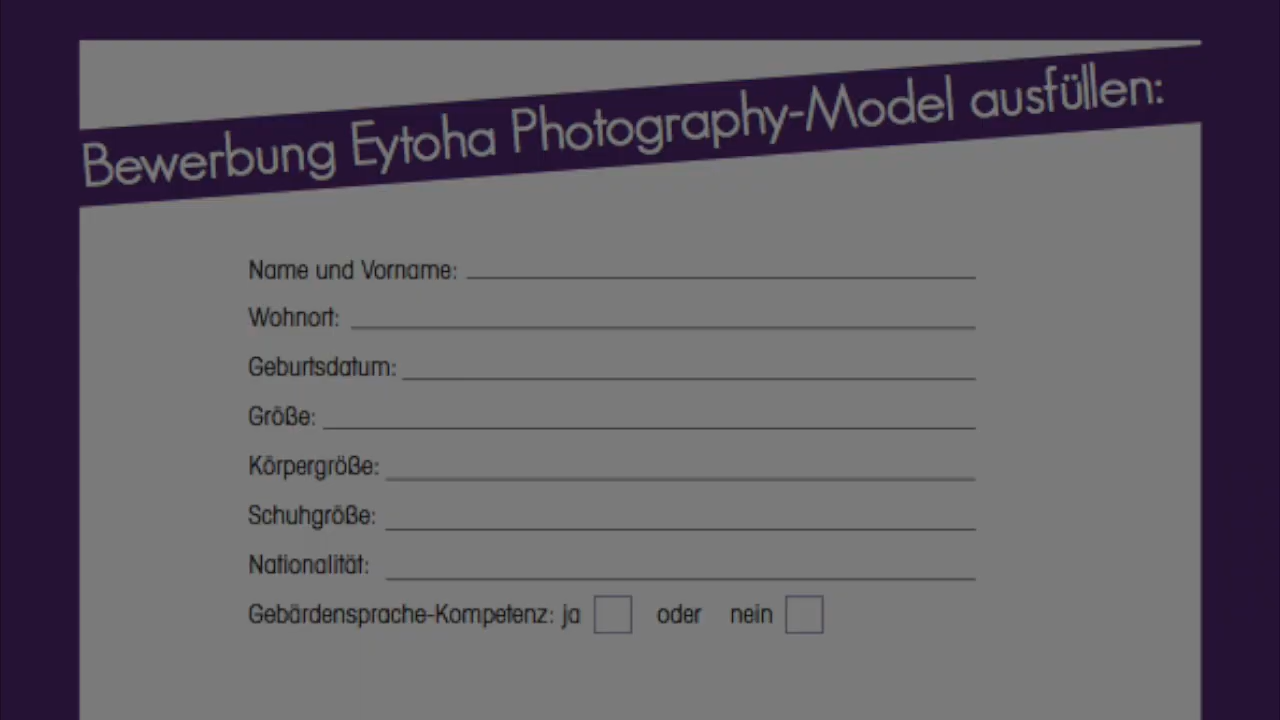 Bewerbung Eytoha Photography-Model ausfüllen:
Name und Vorname:
Wohnort:
Geburtsdatum:
Größe:
Körpergröße:
Schuhgröße:
Nationalität:
Gebärdensprache-Kompetenz: ja oder nein